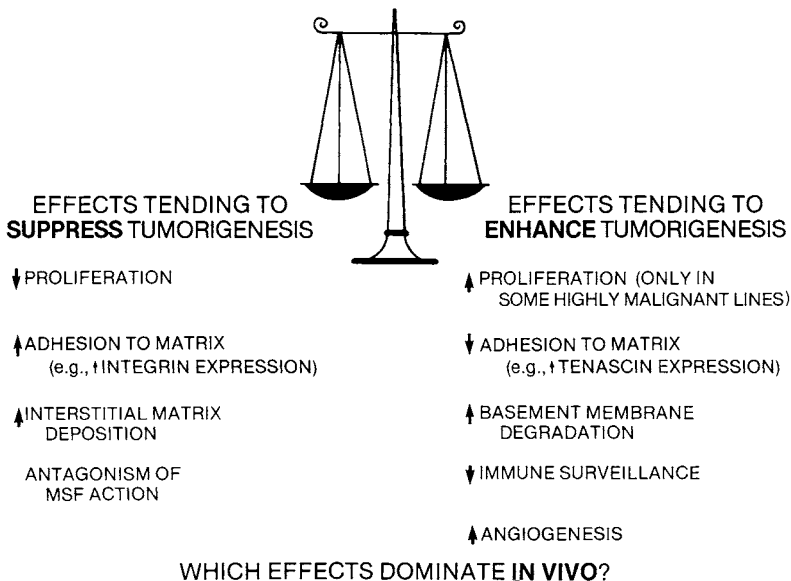 EFFECTS TENDING TO
SUPPRESS TUMORIGENESIS
↓ PROLIFERATION
↑ ADHESION TO MATRIX
(e.g., ↑ INTEGRIN EXPRESSION)
↑ INTERSTITIAL MATRIX
DEPOSITION
ANTAGONISM OF
MSF ACTION
EFFECTS TENDING TO
ENHANCE TUMORIGENESIS
↑ PROLIFERATION (ONLY IN
SOME HIGHLY MALIGNANT LINES)
↓ ADHESION TO MATRIX
(e.g., ↑ TENASCIN EXPRESSION)
↑ BASEMENT MEMBRANE
DEGRADATION
↓ IMMUNE SURVEILLANCE
↑ ANGIOGENESIS
WHICH EFFECTS DOMINATE IN VIVO?